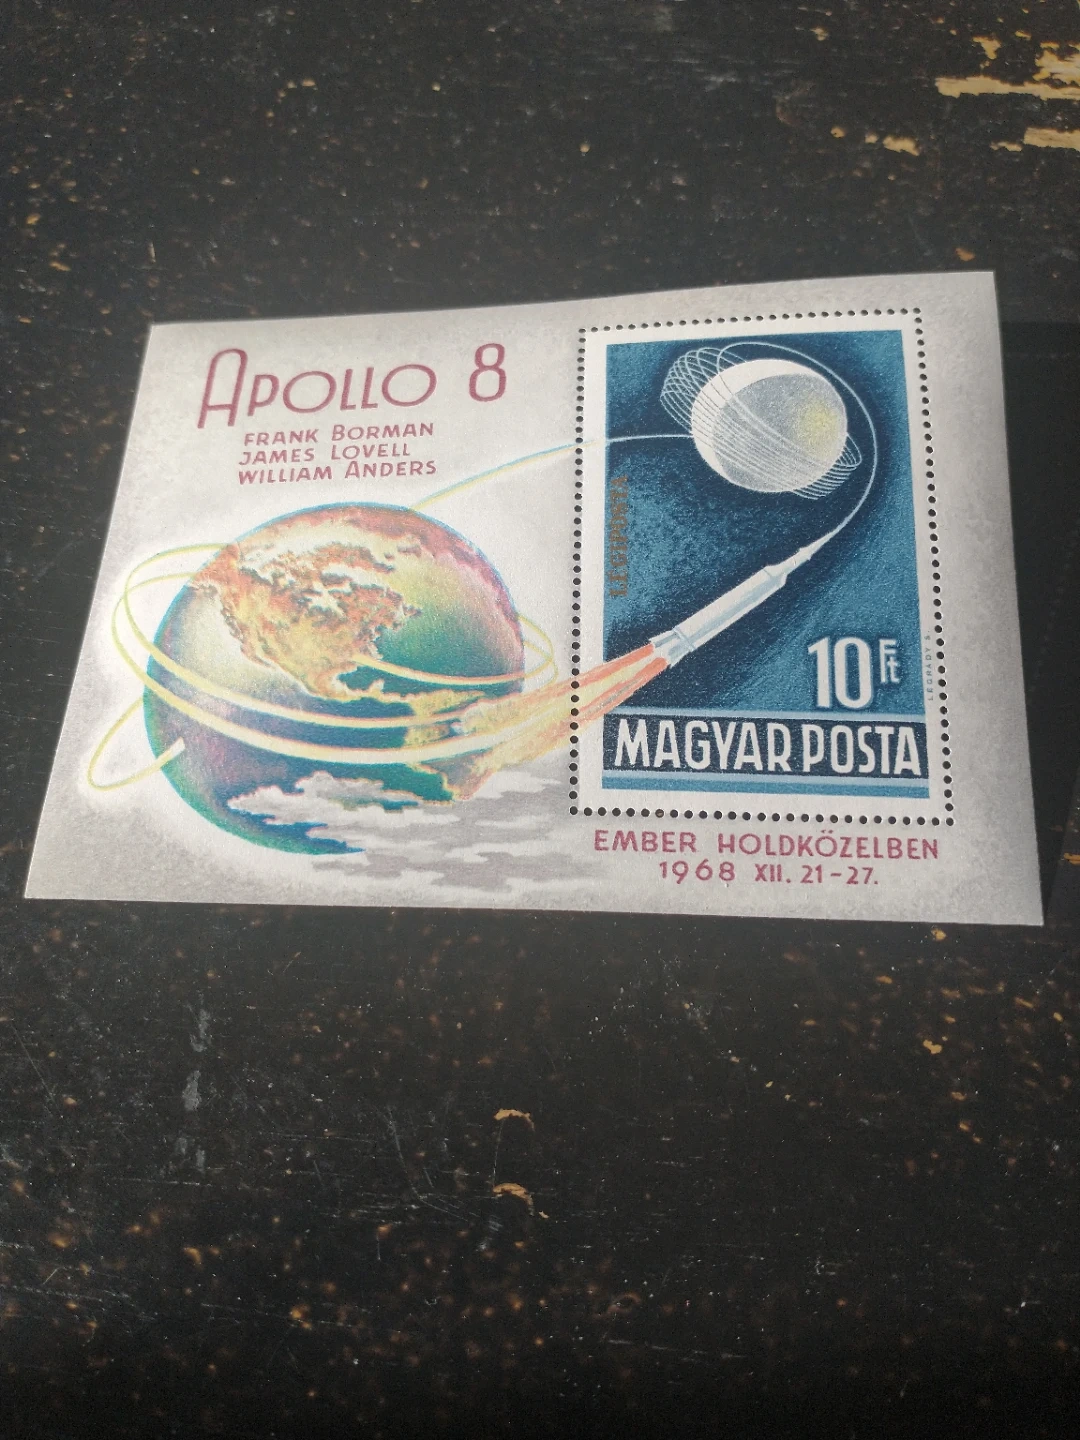 APOLLO 8
FRANK BORMAN
JAMES LOVELL
WILLIAM ANDERS
LÉGIPOSTA
10 Ft
LÉGRÁDY S.
MAGYAR POSTA
EMBER HOLDKÖZELBEN
1968 XII. 21-27.